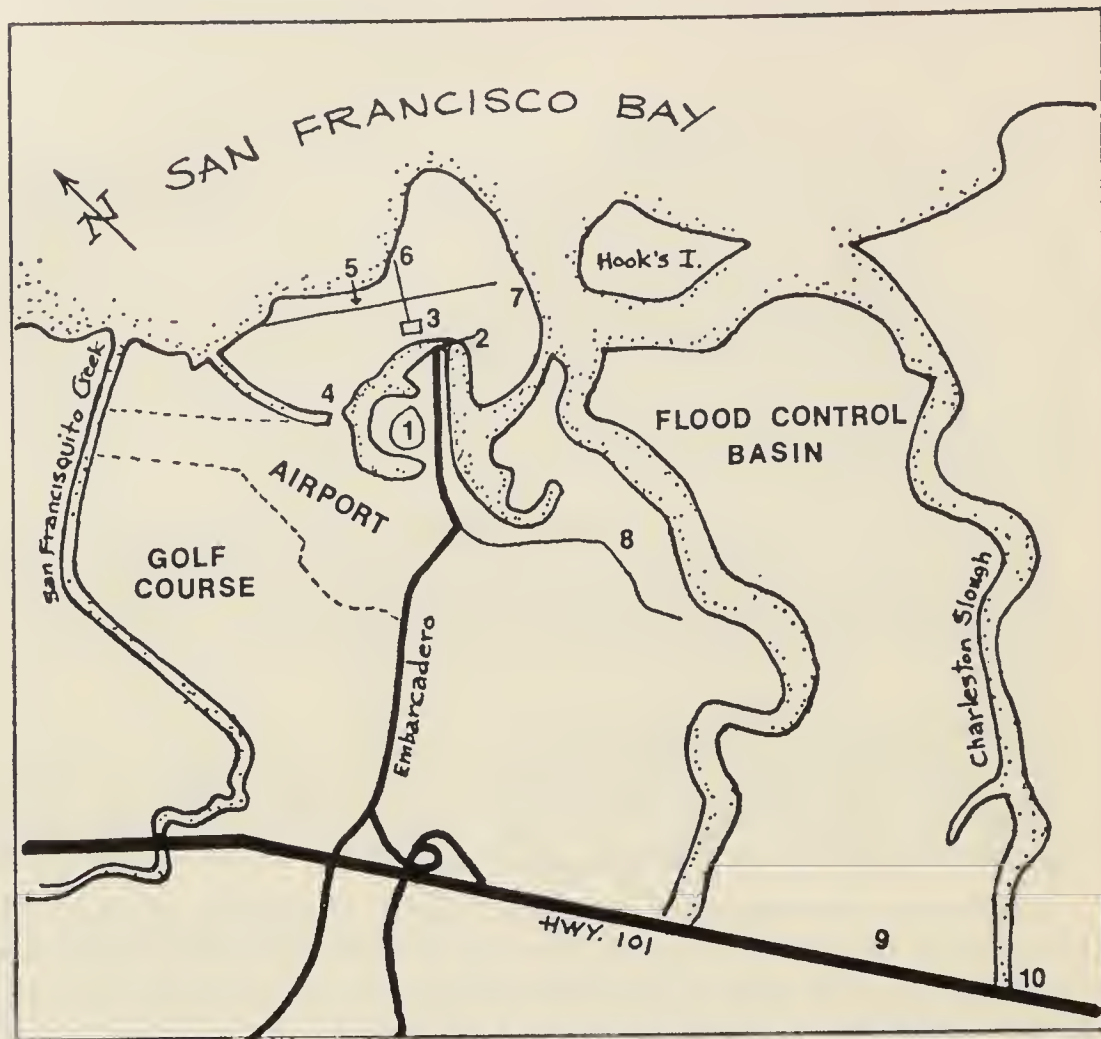 SAN FRANCISCO BAY
N
Hook's I.
5
6
7
3
2
4
1
San Francisquito Creek
FLOOD CONTROL
BASIN
AIRPORT
GOLF
COURSE
8
Embarcadero
Charleston Slough
HWY. 101
9
10